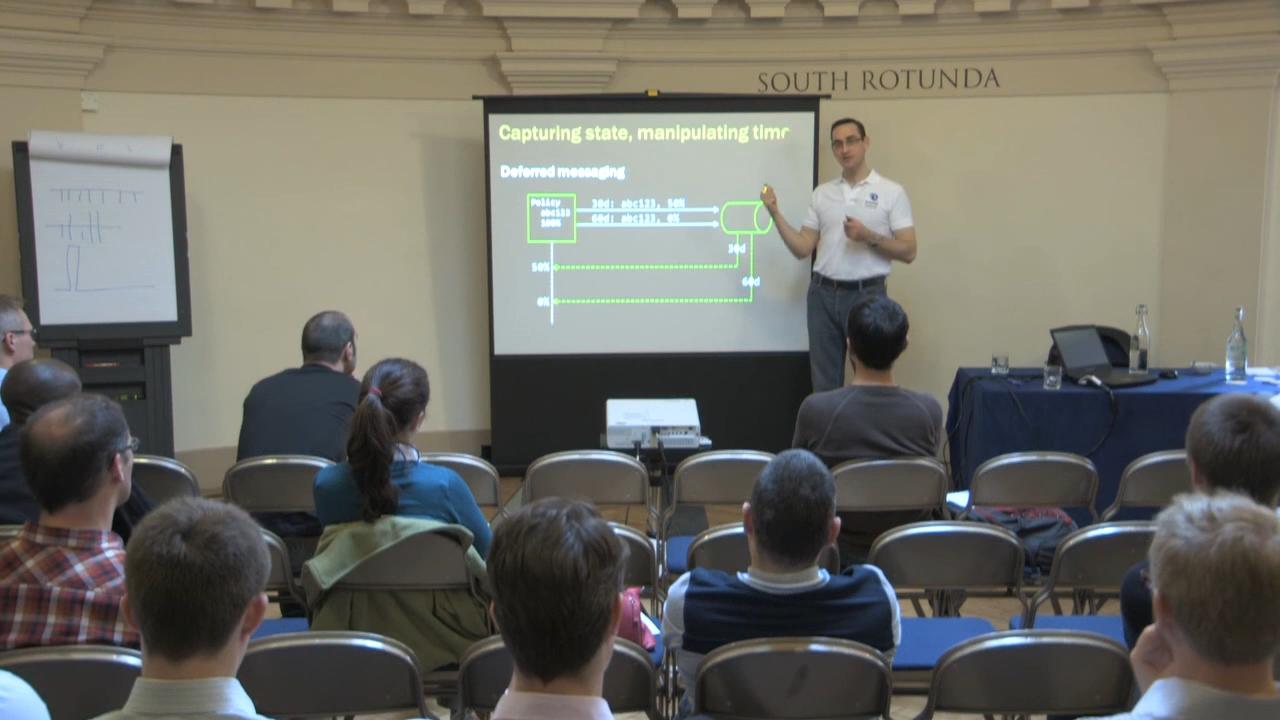 SOUTH ROTUNDA
Capturing state, manipulating time
Deferred messaging
Policy
abc123
100%
30d: abc123, 50%
60d: abc123, 0%
30d
50%
60d
0%